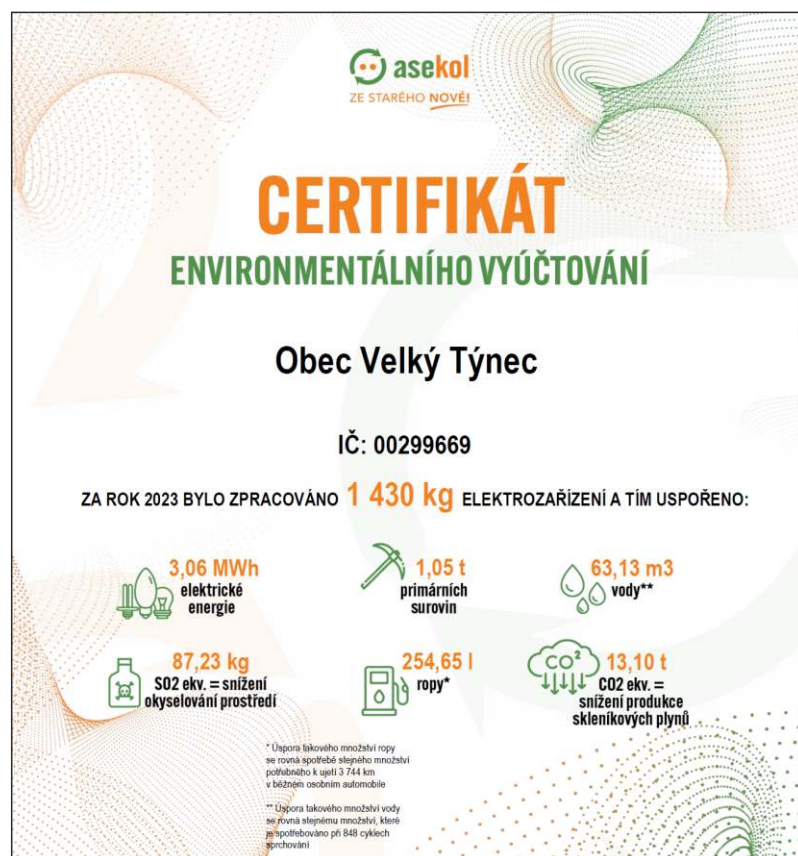 asekol
ZE STARÉHO NOVÉ!
CERTIFIKÁT
ENVIRONMENTÁLNÍHO VYÚČTOVÁNÍ
Obec Velký Týnec
IČ: 00299669
ZA ROK 2023 BYLO ZPRACOVÁNO 1 430 kg ELEKTROZAŘÍZENÍ A TÍM USPOŘENO:
3,06 MWh
elektrické
energie
1,05 t
primárních
surovin
63,13 m3
vody**
87,23 kg
SO2 ekv. = snížení
okyselování prostředí
254,65 l
ropy*
CO2
13,10 t
CO2 ekv. =
snížení produkce
skleníkových plynů
* Úspora takového množství ropy
se rovná spotřebě stejného množství
potřebného k ujetí 3 744 km
v běžném osobním automobile
** Úspora takového množství vody
se rovná stejnému množství, které
je spotřebováno při 848 cyklech
sprchování